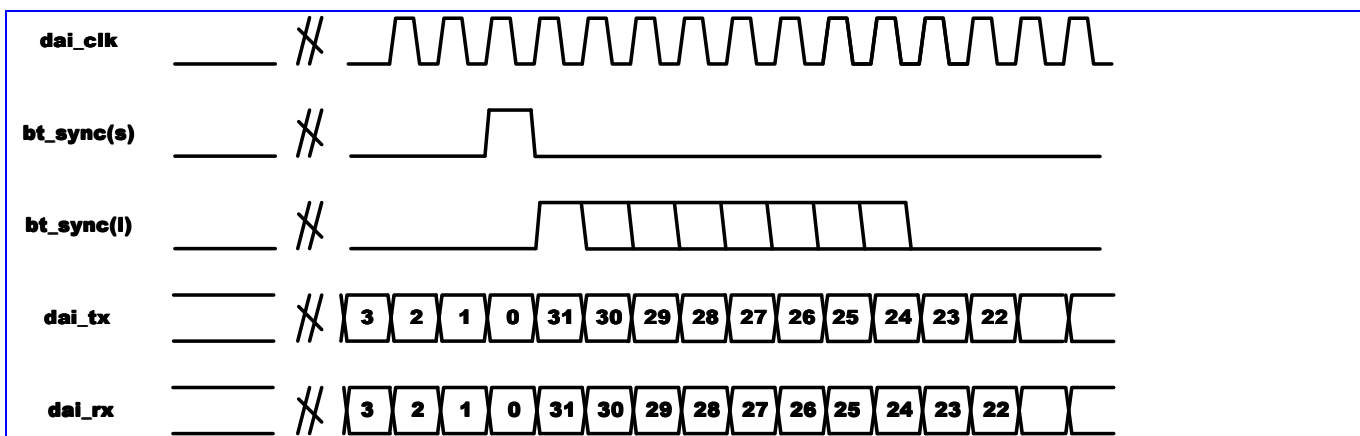 dai_clk
bt_sync(s)
bt_sync(l)
dai_tx 3 2 1 0 31 30 29 28 27 26 25 24 23 22
dai_rx 3 2 1 0 31 30 29 28 27 26 25 24 23 22